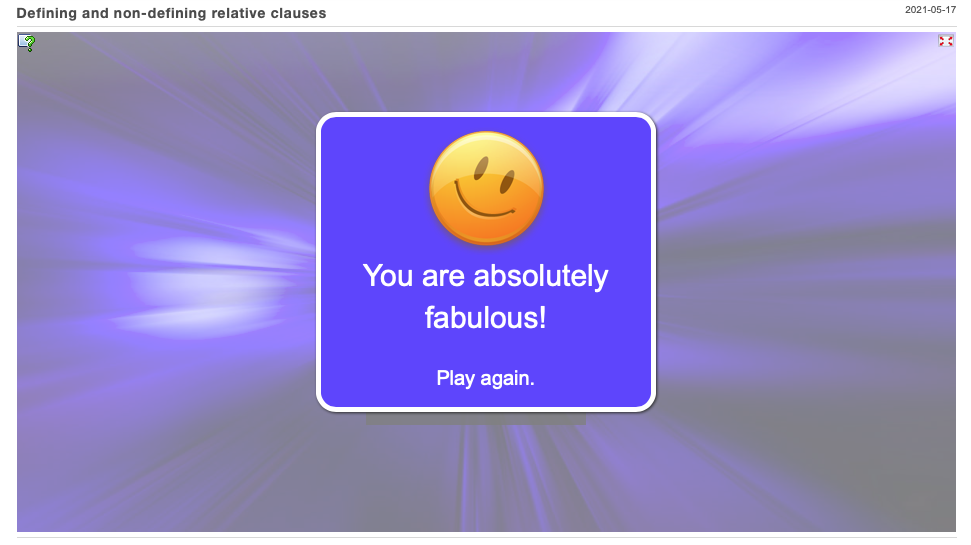 Defining and non-defining relative clauses
2021-05-17
You are absolutely
fabulous!
Play again.